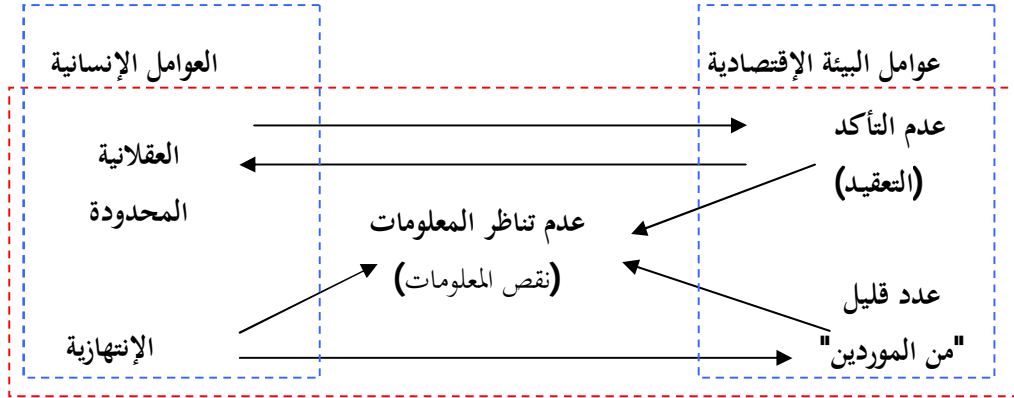 عوامل البيئة الإقتصادية
العوامل الإنسانية
عدم التأكد
(التعقيد)
العقلانية
المحدودة
عدم تناظر المعلومات
(نقص المعلومات)
عدد قليل
"من الموردين"
الإنتهازية